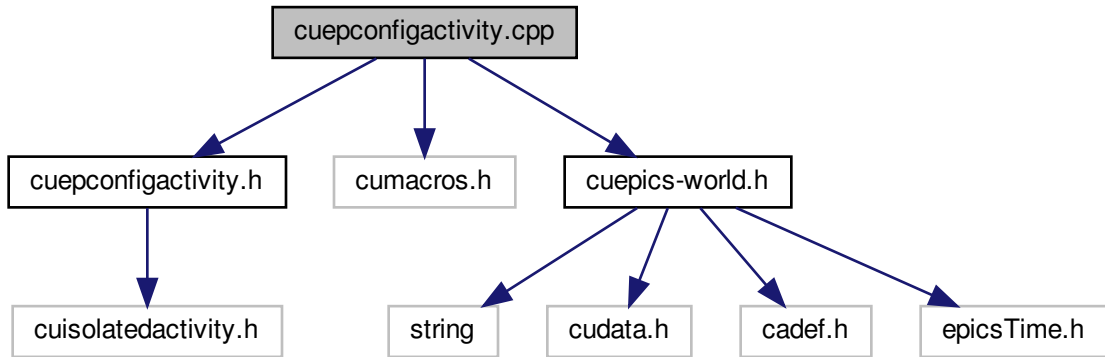 cuepconfigactivity.cpp
cuepconfigactivity.h
cumacros.h
cuepics-world.h
cuisolatedactivity.h
string
cudata.h
cadef.h
epicsTime.h